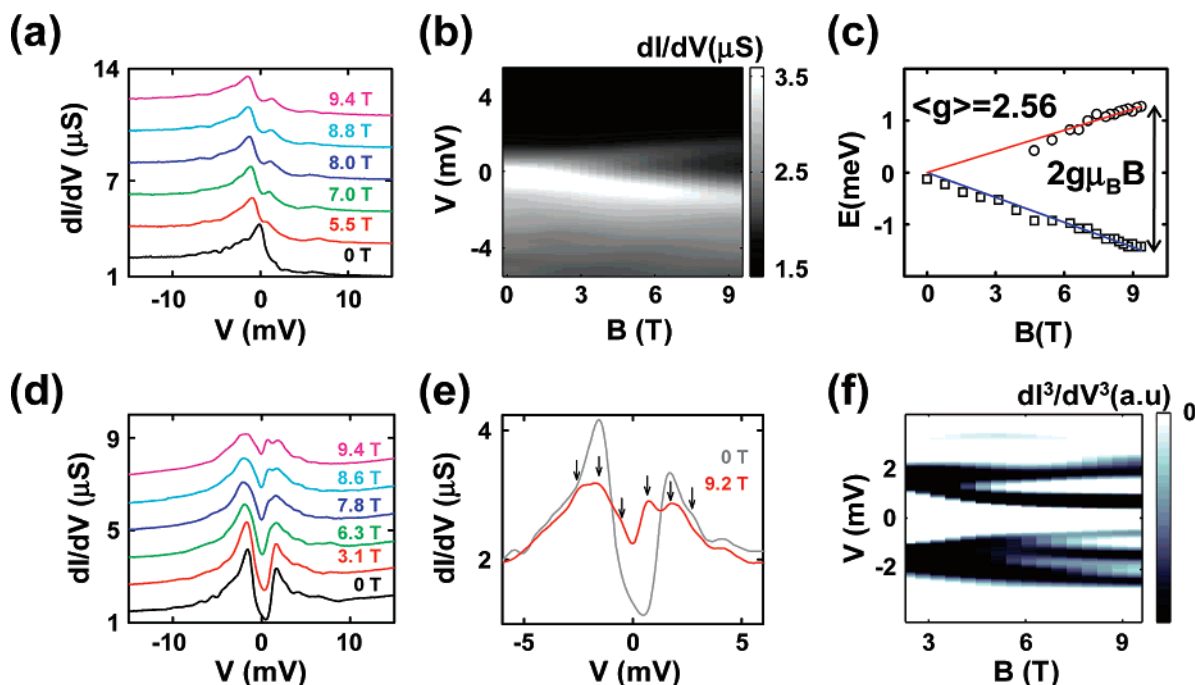 (a)
14
7
1
dI/dV (μS)
9.4 T
8.8 T
8.0 T
7.0 T
5.5 T
0 T
-10 0 10
V (mV)
(b)
dI/dV(μS)
4
0
-4
V (mV)
0 3 6 9
B (T)
3.5
2.5
1.5
(c)
<g>=2.56
2gμBB
1
0
-1
E(meV)
0 3 6 9
B(T)
(d)
9
5
1
dI/dV (μS)
9.4 T
8.6 T
7.8 T
6.3 T
3.1 T
0 T
-10 0 10
V (mV)
(e)
4
2
dI/dV (μS)
0 T
9.2 T
-4 0 4
V (mV)
(f)
dI³/dV³(a.u)
0
2
0
-2
V (mV)
3 6 9
B (T)